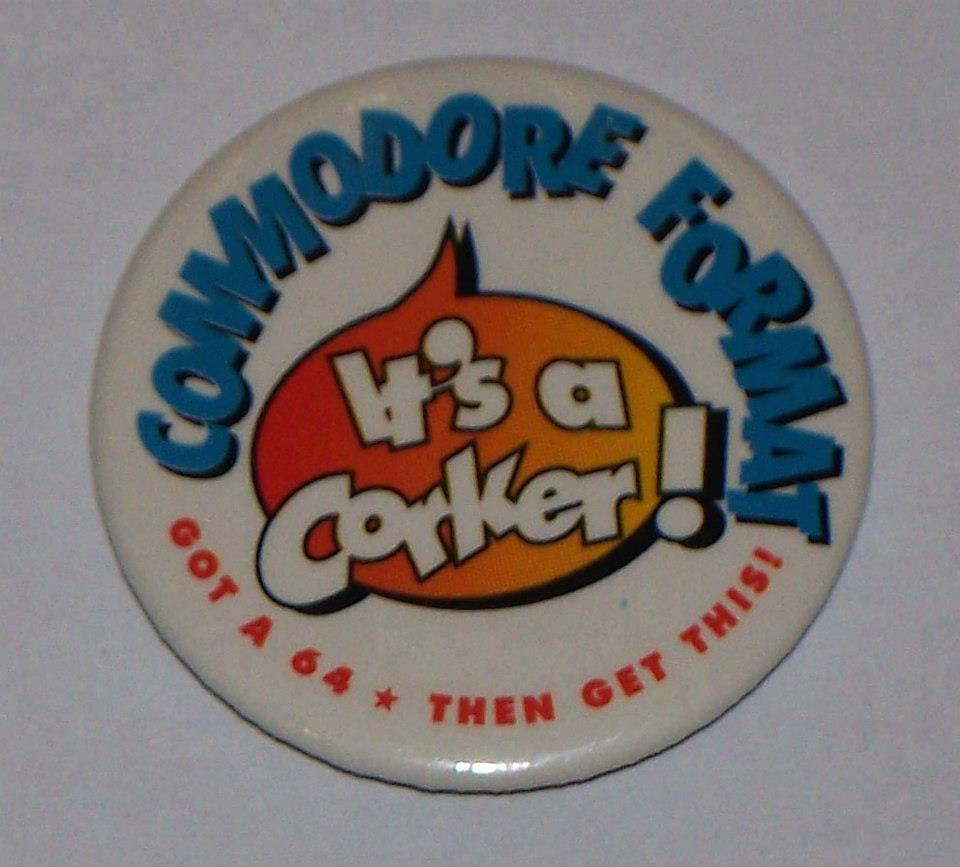 COMMODORE FORMAT
It's a
Corker!
GOT A 64 ★ THEN GET THIS!